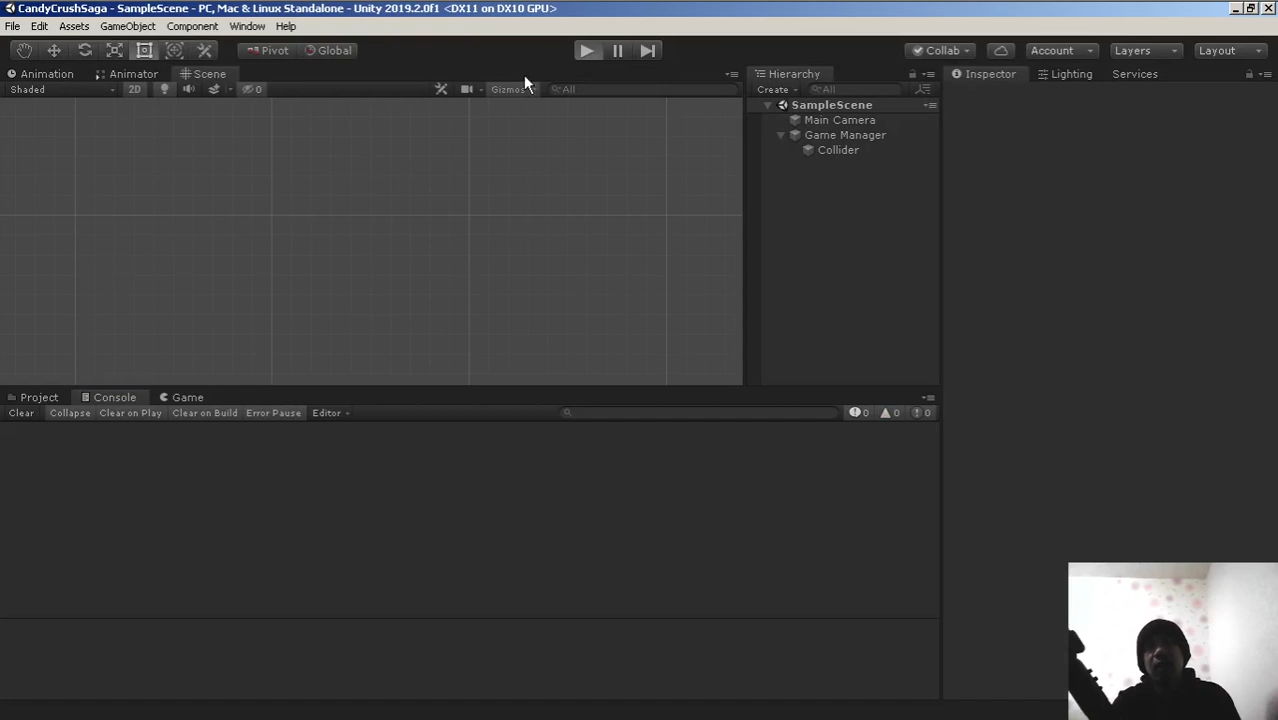 CandyCrushSaga - SampleScene - PC, Mac & Linux Standalone - Unity 2019.2.0f1 <DX11 on DX10 GPU>
File Edit Assets GameObject Component Window Help
Pivot Global Collab Account Layers Layout
Animation Animator Scene Hierarchy Inspector Lighting Services
Shaded 2D 0 Gizmos All Create All
SampleScene
Main Camera
Game Manager
Collider
Project Console Game
Clear Collapse Clear on Play Clear on Build Error Pause Editor 0 0 0